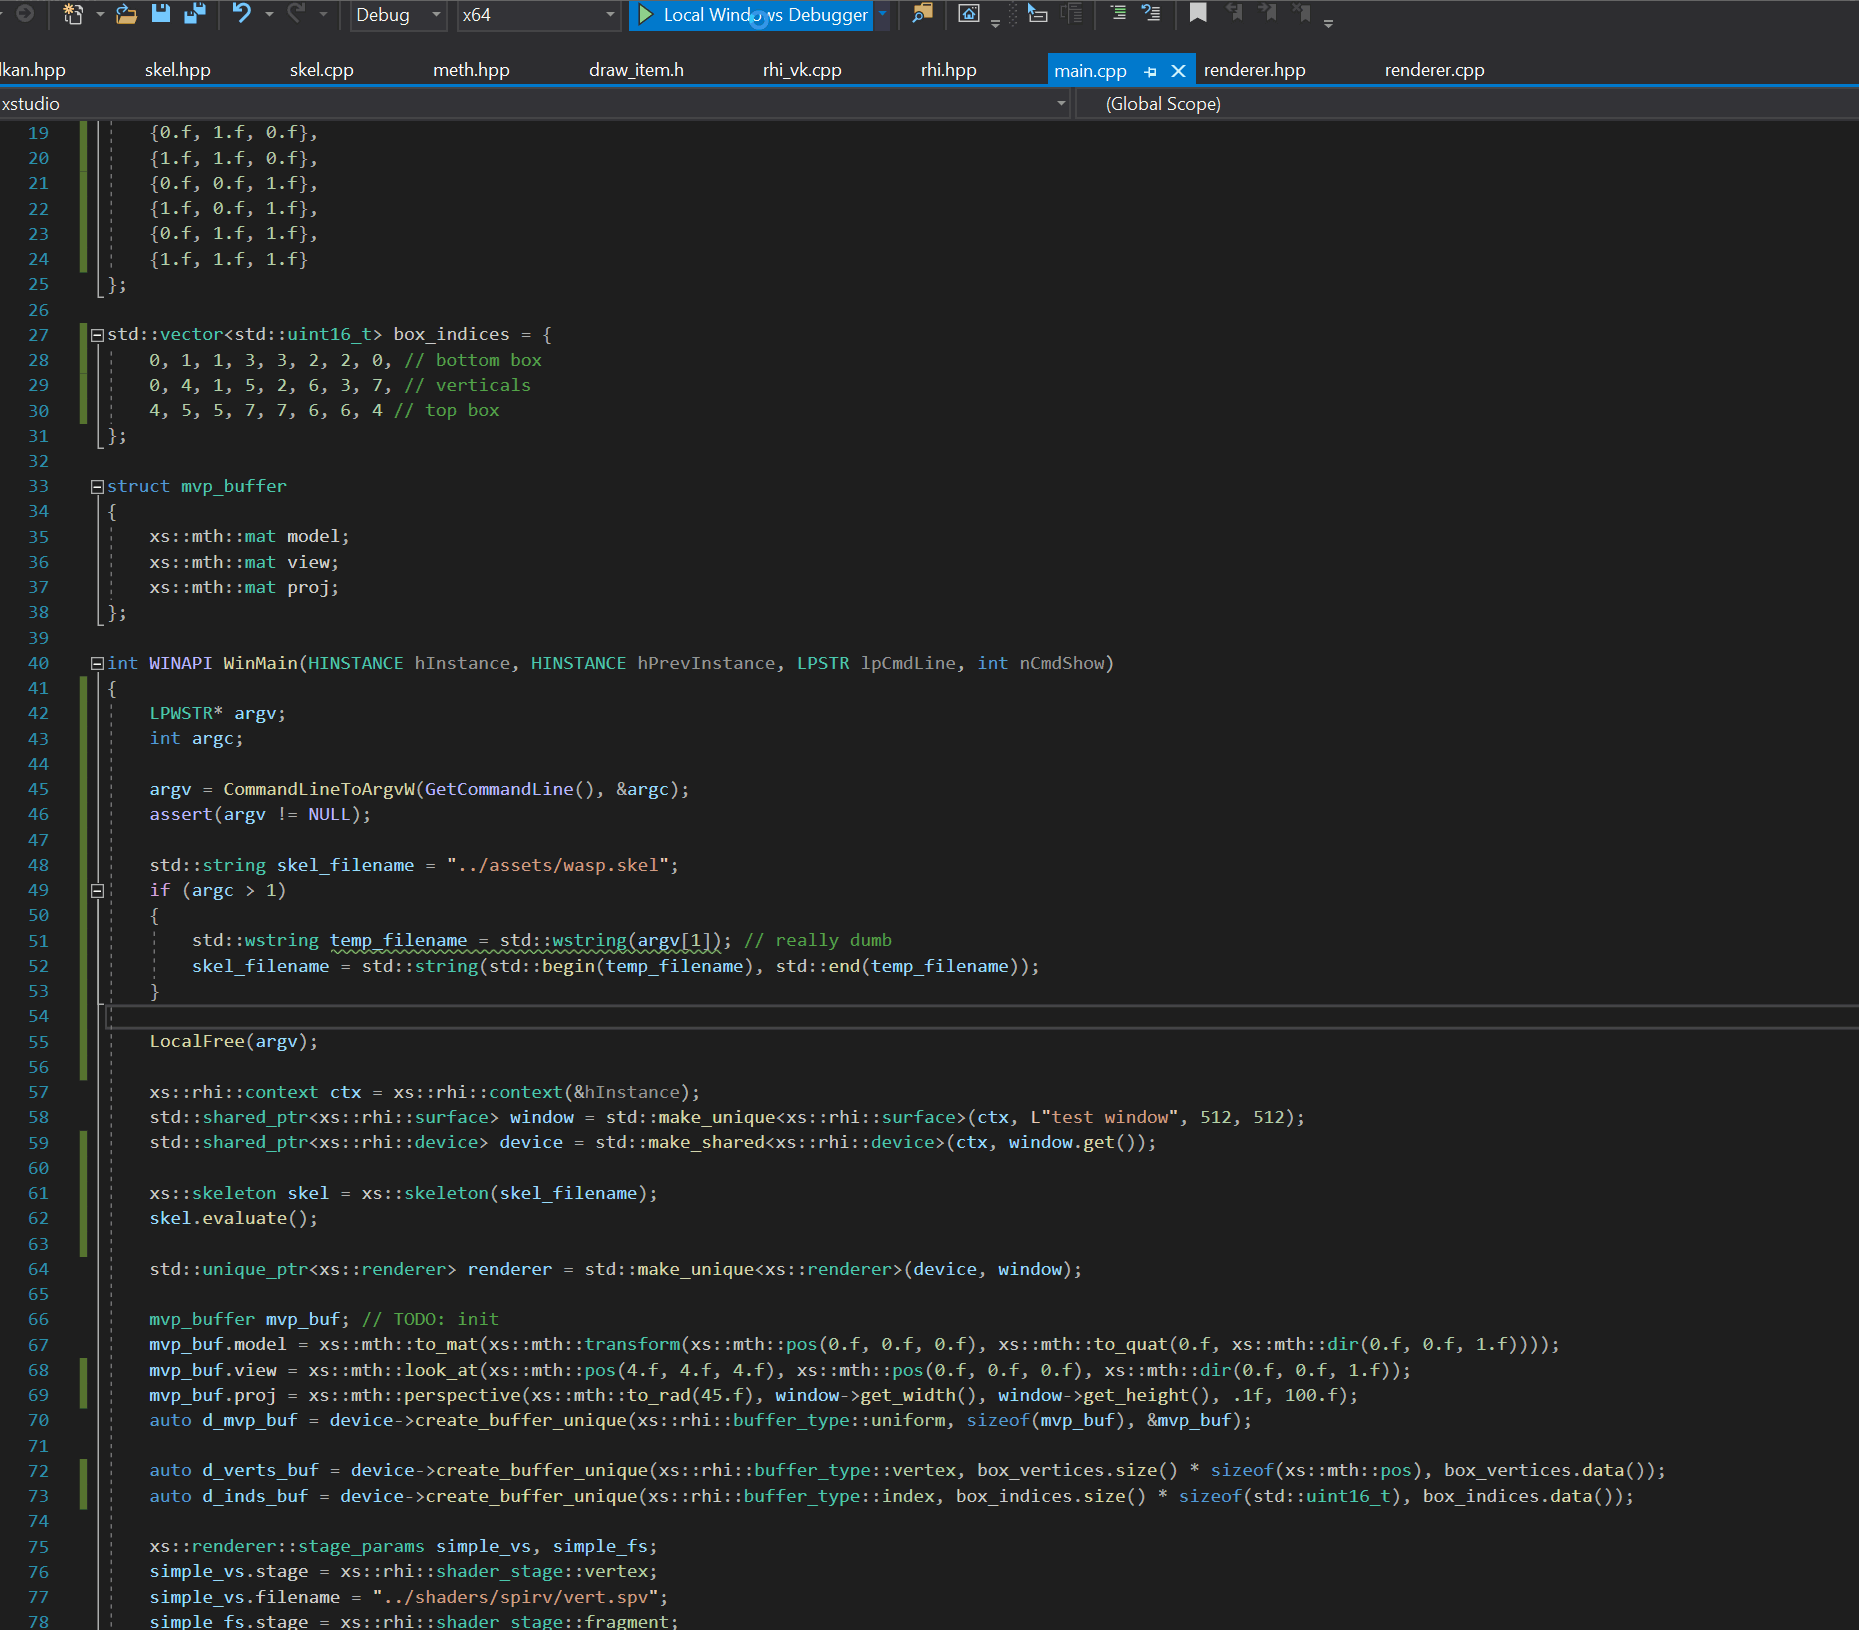 Debug x64 Local Windows Debugger
lkan.hpp skel.hpp skel.cpp meth.hpp draw_item.h rhi_vk.cpp rhi.hpp main.cpp renderer.hpp renderer.cpp
xstudio (Global Scope)
19 {0.f, 1.f, 0.f},
20 {1.f, 1.f, 0.f},
21 {0.f, 0.f, 1.f},
22 {1.f, 0.f, 1.f},
23 {0.f, 1.f, 1.f},
24 {1.f, 1.f, 1.f}
25 };
26
27 std::vector<std::uint16_t> box_indices = {
28 0, 1, 1, 3, 3, 2, 2, 0, // bottom box
29 0, 4, 1, 5, 2, 6, 3, 7, // verticals
30 4, 5, 5, 7, 7, 6, 6, 4 // top box
31 };
32
33 struct mvp_buffer
34 {
35 xs::mth::mat model;
36 xs::mth::mat view;
37 xs::mth::mat proj;
38 };
39
40 int WINAPI WinMain(HINSTANCE hInstance, HINSTANCE hPrevInstance, LPSTR lpCmdLine, int nCmdShow)
41 {
42 LPWSTR* argv;
43 int argc;
44
45 argv = CommandLineToArgvW(GetCommandLine(), &argc);
46 assert(argv != NULL);
47
48 std::string skel_filename = "../assets/wasp.skel";
49 if (argc > 1)
50 {
51 std::wstring temp_filename = std::wstring(argv[1]); // really dumb
52 skel_filename = std::string(std::begin(temp_filename), std::end(temp_filename));
53 }
54
55 LocalFree(argv);
56
57 xs::rhi::context ctx = xs::rhi::context(&hInstance);
58 std::shared_ptr<xs::rhi::surface> window = std::make_unique<xs::rhi::surface>(ctx, L"test window", 512, 512);
59 std::shared_ptr<xs::rhi::device> device = std::make_shared<xs::rhi::device>(ctx, window.get());
60
61 xs::skeleton skel = xs::skeleton(skel_filename);
62 skel.evaluate();
63
64 std::unique_ptr<xs::renderer> renderer = std::make_unique<xs::renderer>(device, window);
65
66 mvp_buffer mvp_buf; // TODO: init
67 mvp_buf.model = xs::mth::to_mat(xs::mth::transform(xs::mth::pos(0.f, 0.f, 0.f), xs::mth::to_quat(0.f, xs::mth::dir(0.f, 0.f, 1.f))));
68 mvp_buf.view = xs::mth::look_at(xs::mth::pos(4.f, 4.f, 4.f), xs::mth::pos(0.f, 0.f, 0.f), xs::mth::dir(0.f, 0.f, 1.f));
69 mvp_buf.proj = xs::mth::perspective(xs::mth::to_rad(45.f), window->get_width(), window->get_height(), .1f, 100.f);
70 auto d_mvp_buf = device->create_buffer_unique(xs::rhi::buffer_type::uniform, sizeof(mvp_buf), &mvp_buf);
71
72 auto d_verts_buf = device->create_buffer_unique(xs::rhi::buffer_type::vertex, box_vertices.size() * sizeof(xs::mth::pos), box_vertices.data());
73 auto d_inds_buf = device->create_buffer_unique(xs::rhi::buffer_type::index, box_indices.size() * sizeof(std::uint16_t), box_indices.data());
74
75 xs::renderer::stage_params simple_vs, simple_fs;
76 simple_vs.stage = xs::rhi::shader_stage::vertex;
77 simple_vs.filename = "../shaders/spirv/vert.spv";
78 simple_fs.stage = xs::rhi::shader_stage::fragment;